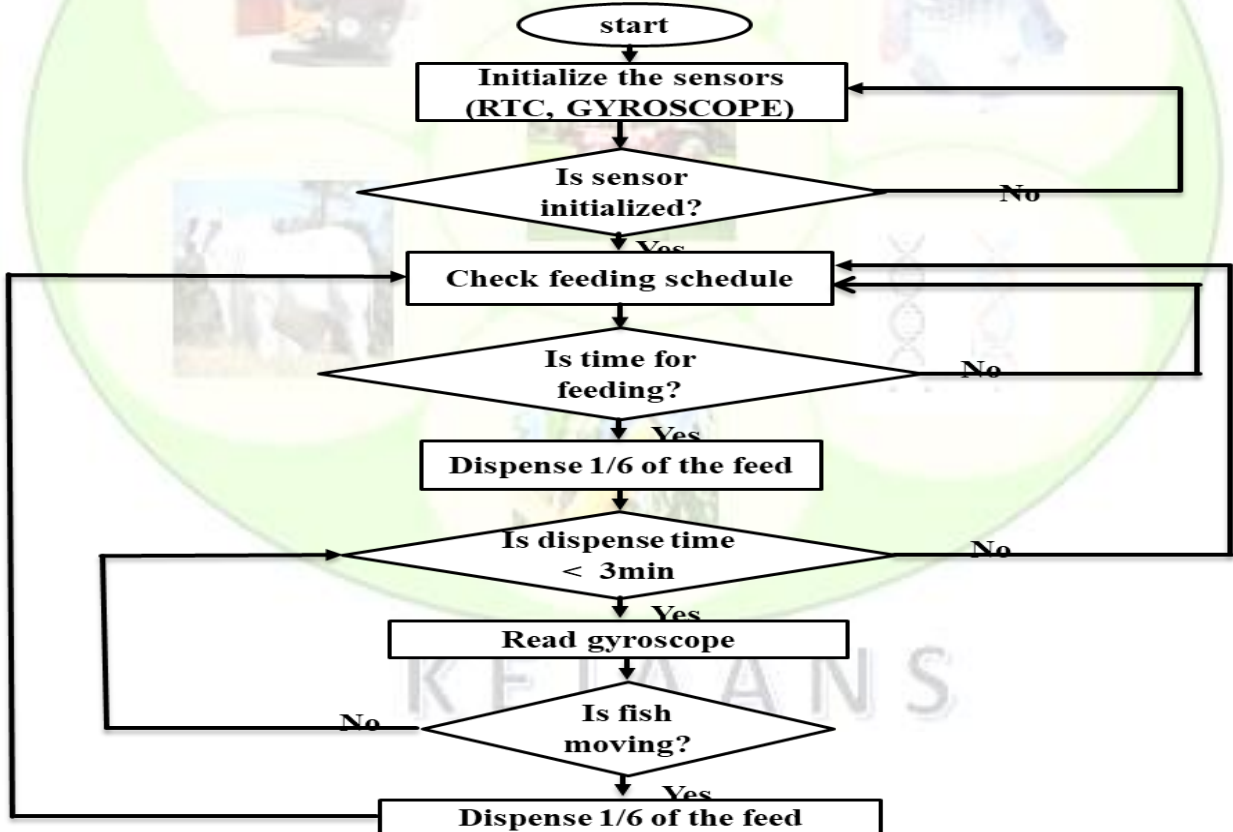 start
Initialize the sensors
(RTC, GYROSCOPE)
Is sensor
initialized?
No
Yes
Check feeding schedule
Is time for
feeding?
No
Yes
Dispense 1/6 of the feed
Is dispense time
< 3min
No
Yes
Read gyroscope
Is fish
moving?
No
Yes
Dispense 1/6 of the feed